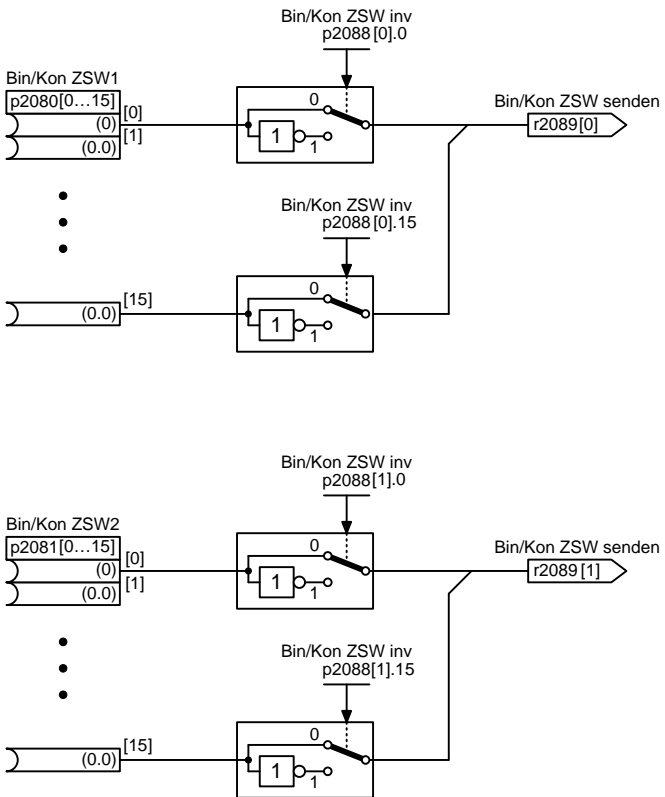 Bin/Kon ZSW inv
p2088[0].0
Bin/Kon ZSW1
p2080[0...15]
[0]
(0)
[1]
(0.0)
0
1
1
Bin/Kon ZSW senden
r2089[0]
Bin/Kon ZSW inv
p2088[0].15
[15]
(0.0)
0
1
1
Bin/Kon ZSW inv
p2088[1].0
Bin/Kon ZSW2
p2081[0...15]
[0]
(0)
[1]
(0.0)
0
1
1
Bin/Kon ZSW senden
r2089[1]
Bin/Kon ZSW inv
p2088[1].15
[15]
(0.0)
0
1
1